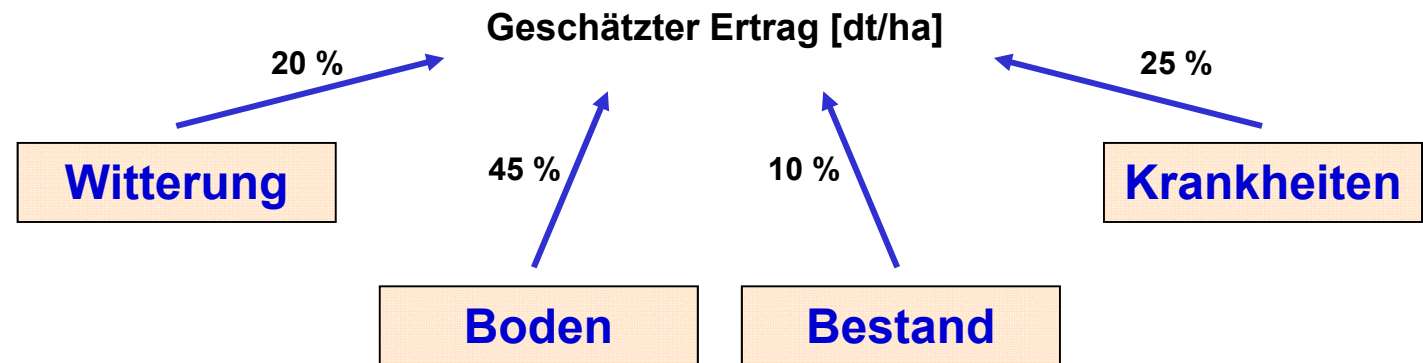 Geschätzter Ertrag [dt/ha]
20 %
25 %
Witterung
45 %
10 %
Krankheiten
Boden
Bestand